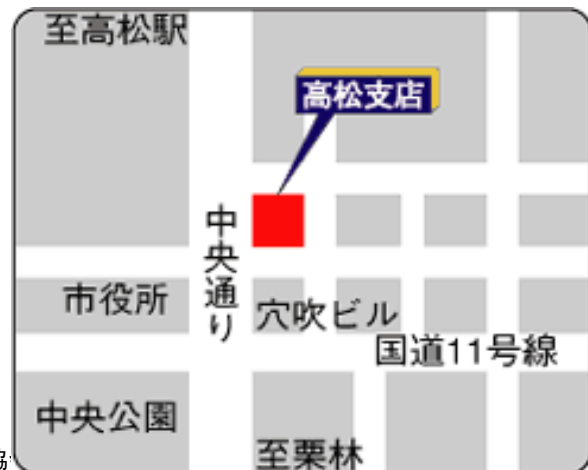 至高松駅
高松支店
中央通り
市役所
穴吹ビル
国道11号線
中央公園
至栗林